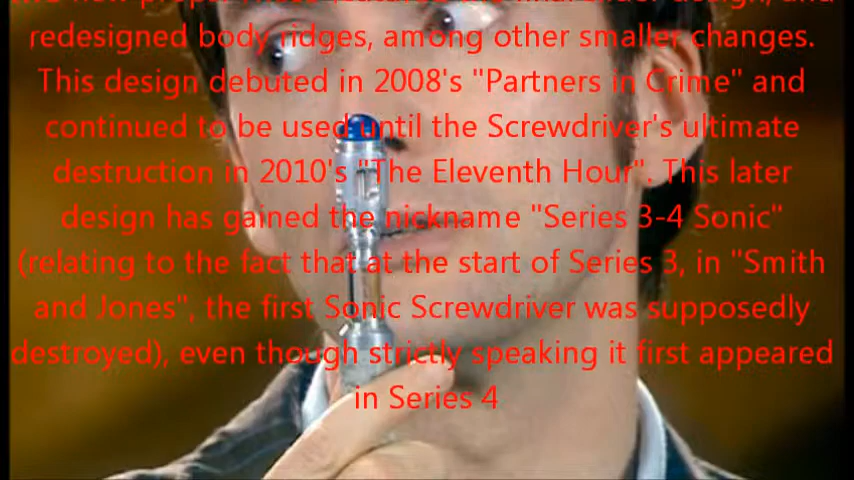 redesigned body ridges, among other smaller changes.
This design debuted in 2008's "Partners in Crime" and
continued to be used until the Screwdriver's ultimate
destruction in 2010's "The Eleventh Hour". This later
design has gained the nickname "Series 3-4 Sonic"
(relating to the fact that at the start of Series 3, in "Smith
and Jones", the first Sonic Screwdriver was supposedly
destroyed), even though strictly speaking it first appeared
in Series 4